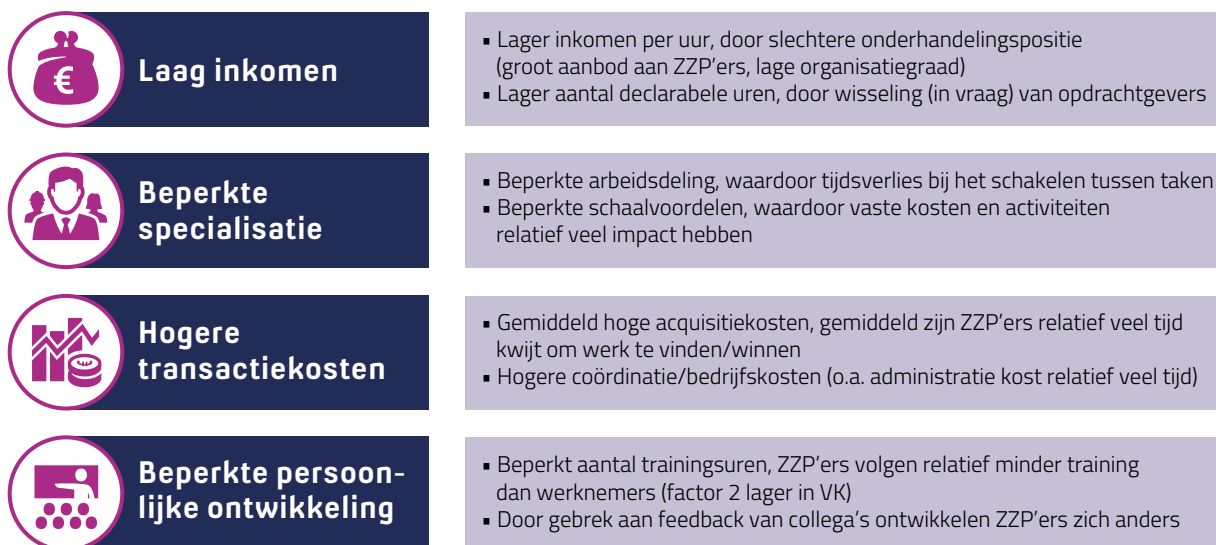 €
Laag inkomen
▪ Lager inkomen per uur, door slechtere onderhandelingspositie
(groot aanbod aan ZZP'ers, lage organisatiegraad)
▪ Lager aantal declarabele uren, door wisseling (in vraag) van opdrachtgevers
Beperkte
specialisatie
▪ Beperkte arbeidsdeling, waardoor tijdsverlies bij het schakelen tussen taken
▪ Beperkte schaalvoordelen, waardoor vaste kosten en activiteiten
relatief veel impact hebben
Hogere
transactiekosten
▪ Gemiddeld hoge acquisitiekosten, gemiddeld zijn ZZP'ers relatief veel tijd
kwijt om werk te vinden/winnen
▪ Hogere coördinatie/bedrijfskosten (o.a. administratie kost relatief veel tijd)
Beperkte persoon-
lijke ontwikkeling
▪ Beperkt aantal trainingsuren, ZZP'ers volgen relatief minder training
dan werknemers (factor 2 lager in VK)
▪ Door gebrek aan feedback van collega's ontwikkelen ZZP'ers zich anders